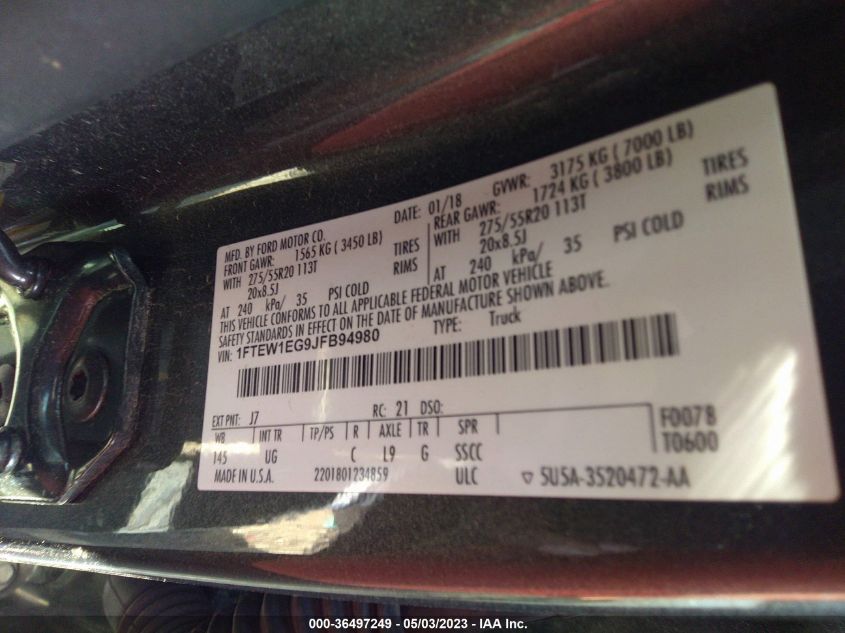 MFD. BY FORD MOTOR CO.
DATE: 01/18
GVWR: 3175 KG ( 7000 LB)
FRONT GAWR: 1565 KG ( 3450 LB)
REAR GAWR: 1724 KG ( 3800 LB)
WITH 275/55R20 113T TIRES
WITH 275/55R20 113T TIRES
20x8.5J RIMS
20x8.5J RIMS
AT 240 kPa/ 35 PSI COLD
AT 240 kPa/ 35 PSI COLD
THIS VEHICLE CONFORMS TO ALL APPLICABLE FEDERAL MOTOR VEHICLE
SAFETY STANDARDS IN EFFECT ON THE DATE OF MANUFACTURE SHOWN ABOVE.
VIN: 1FTEW1EG9JFB94980
TYPE: Truck
EXT PNT: J7 RC: 21 DSO: F0078
WB INT TR TP/PS R AXLE TR SPR T0600
145 UG C L9 G SSCC
MADE IN U.S.A. 2201801234859 ULC ▽ 5U5A-3520472-AA
000-36497249 - 05/03/2023 - IAA Inc.